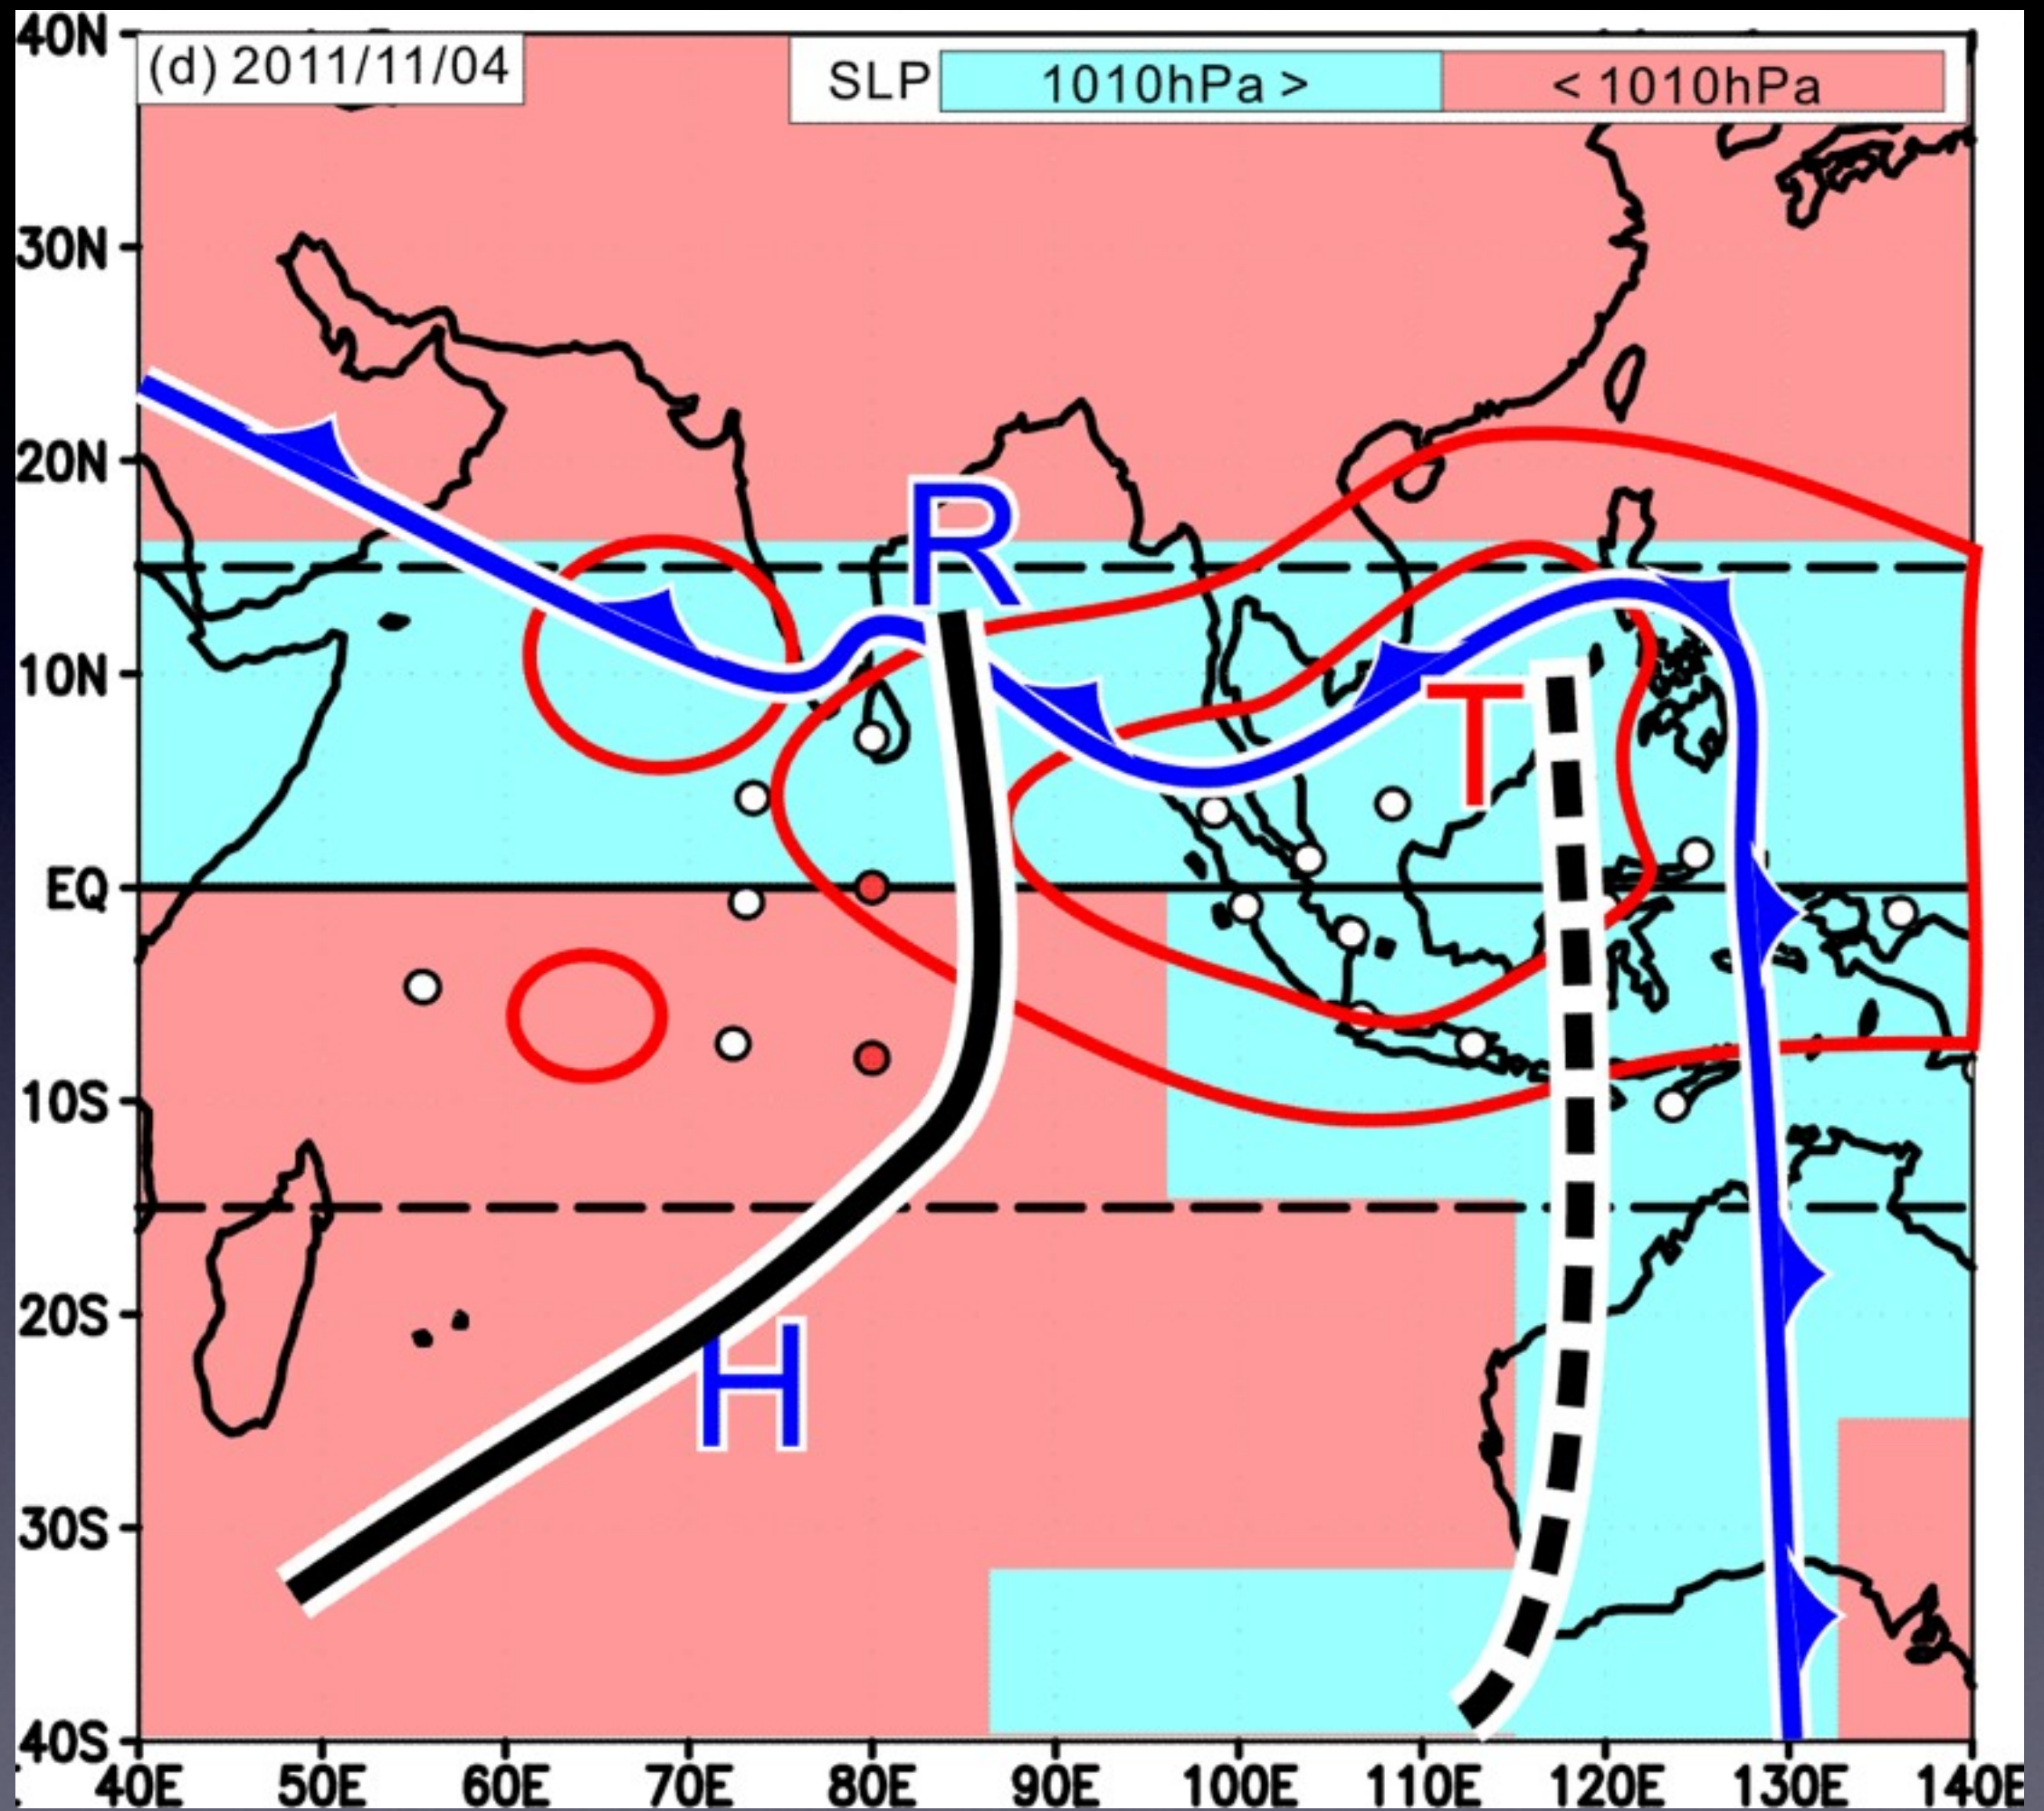 40N
(d) 2011/11/04
SLP 1010hPa > < 1010hPa
30N
20N
R
10N
T
EQ
10S
20S
H
30S
40S
40E 50E 60E 70E 80E 90E 100E 110E 120E 130E 140E